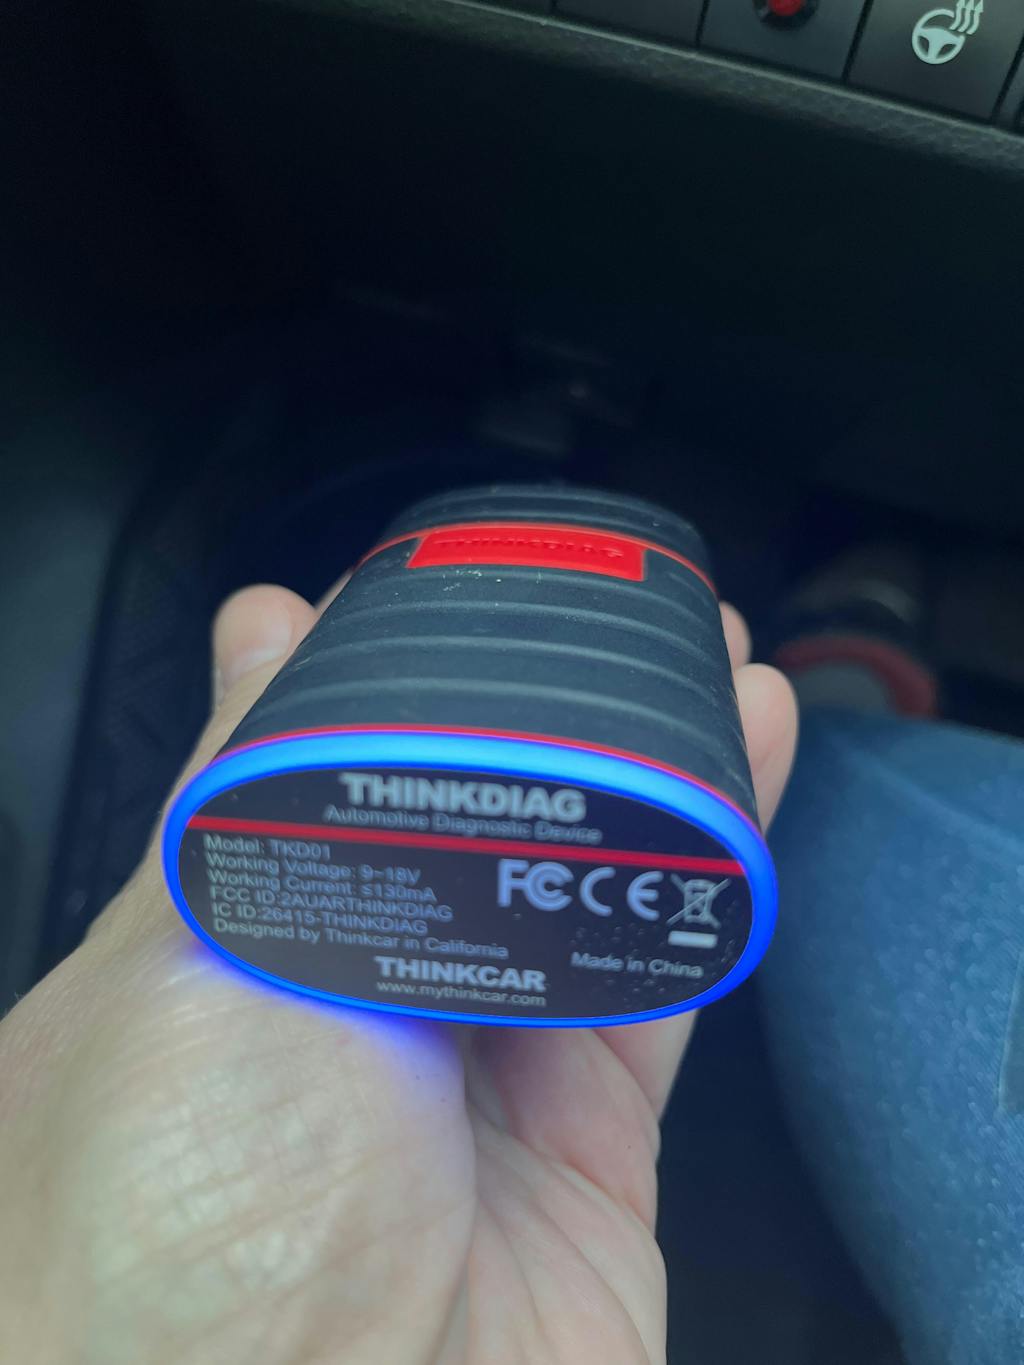 THINKDIAG
THINKDIAG
Automotive Diagnostic Device
Model: TKD01
Working Voltage: 9~18V
Working Current: ≤130mA
FCC ID:2AUARTHINKDIAG
IC ID:26415-THINKDIAG
Designed by Thinkcar in California
FC CE
Made in China
THINKCAR
www.mythinkcar.com